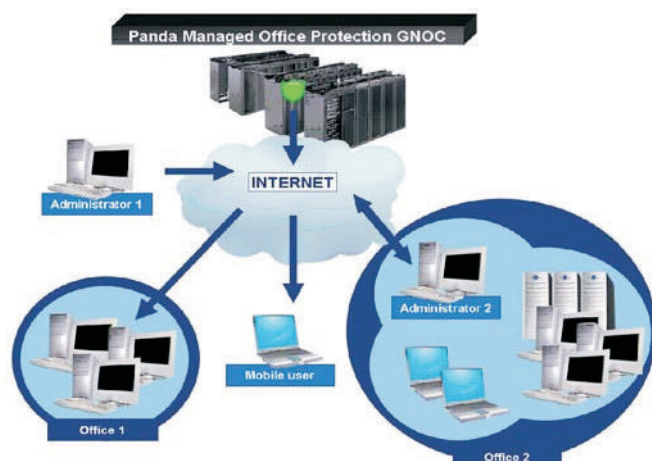 Panda Managed Office Protection GNOC
INTERNET
Administrator 1
Administrator 2
Mobile user
Office 1
Office 2